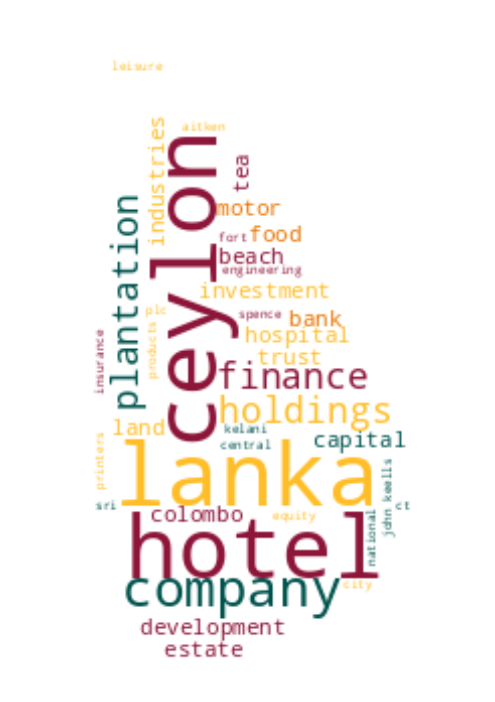 leisure
aitken
industries
ceylon
tea
plantation
motor
fort
food
beach
engineering
investment
plc
spence
bank
products
hospital
insurance
trust
finance
holdings
land
kelani
capital
central
printers
lanka
john keells
sri
ct
colombo
equity
national
hotel
company
city
development
estate